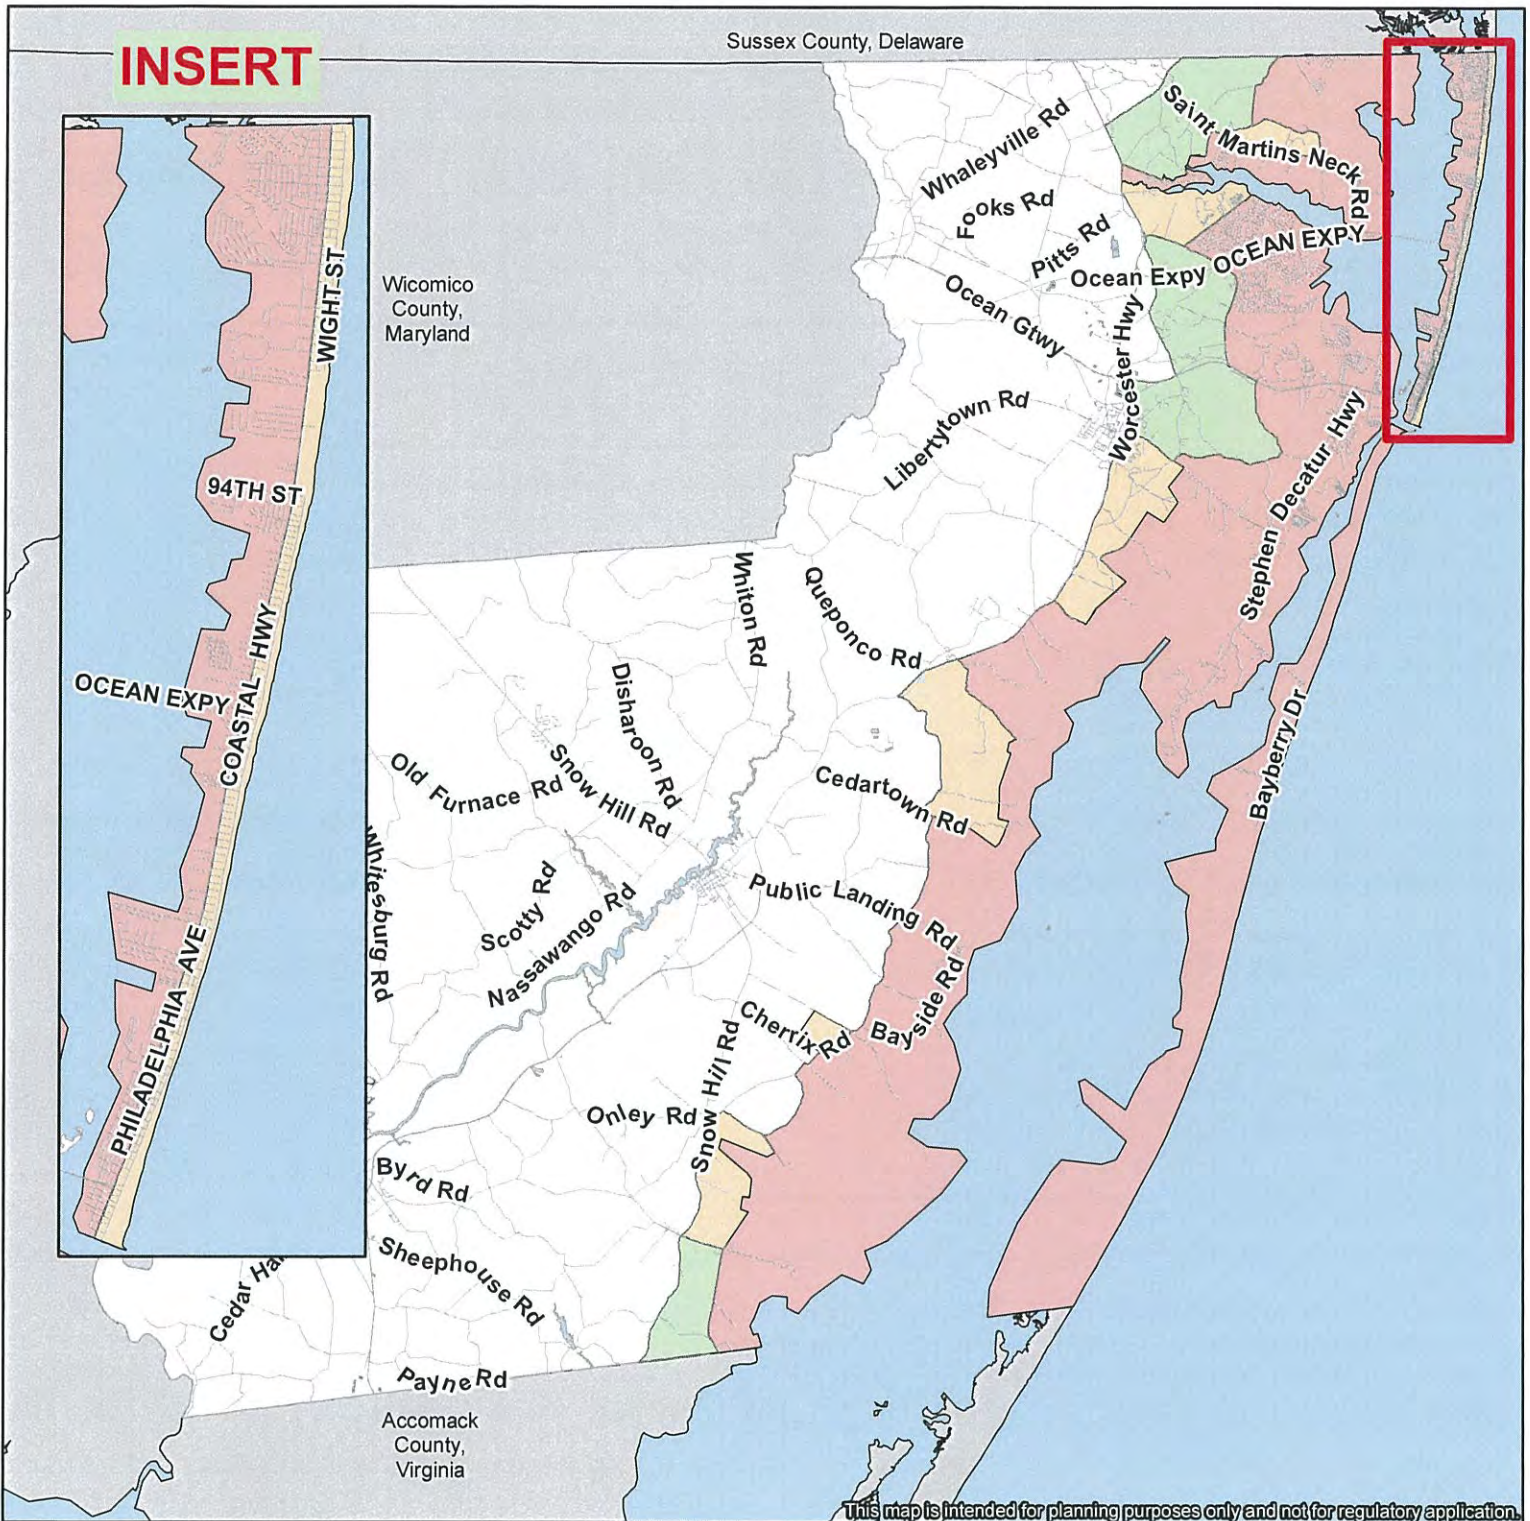 Sussex County, Delaware
INSERT
Saint Martins Neck Rd
Whaleyville Rd
Fooks Rd
Pitts Rd
Ocean Expy
OCEAN EXPY
Ocean Gtwy
Worcester Hwy
WIGHT ST
Wicomico
County,
Maryland
Libertytown Rd
Stephen Decatur Hwy
94TH ST
Whiton Rd
Queponco Rd
OCEAN EXPY
COASTAL HWY
Disharoon Rd
Bayberry Dr
Old Furnace Rd
Snow Hill Rd
Cedartown Rd
Whitesburg Rd
Scotty Rd
Nassawango Rd
Public Landing Rd
Bayside Rd
PHILADELPHIA AVE
Cherrix Rd
Snow Hill Rd
Onley Rd
Byrd Rd
Sheephouse Rd
Cedar Hal
Payne Rd
Accomack
County,
Virginia
This map is intended for planning purposes only and not for regulatory application.